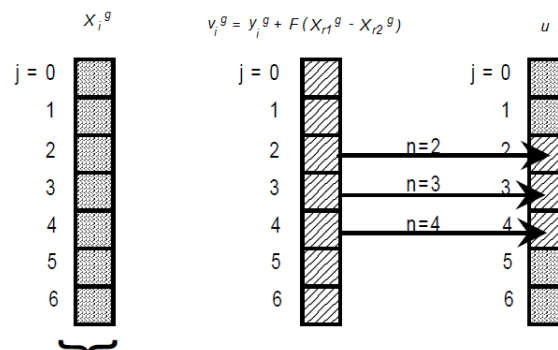 X_i^g v_i^g = y_i^g + F(X_r1^g - X_r2^g) u
j = 0 j = 0 j = 0
1 1 1
2 2 n=2 2
3 3 n=3 3
4 4 n=4 4
5 5 5
6 6 6